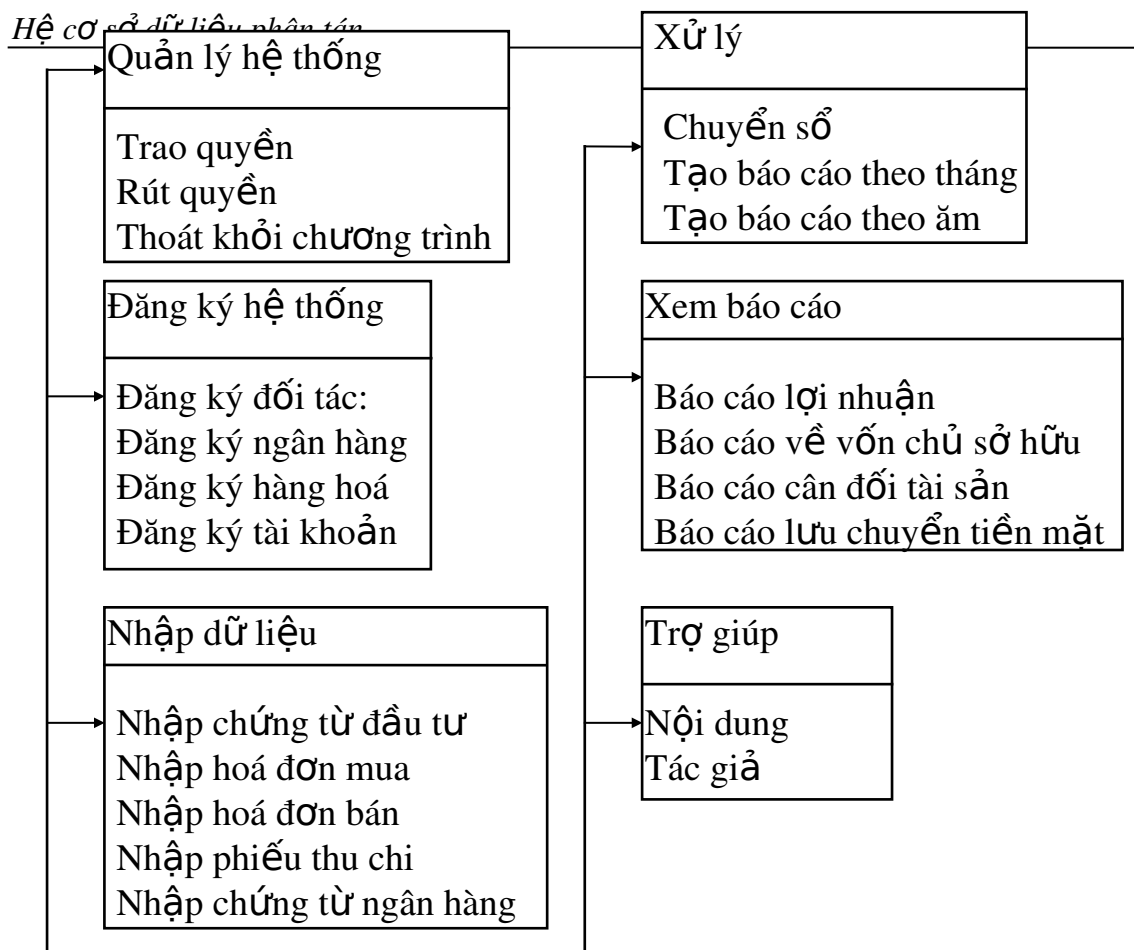 Hệ cơ sở dữ liệu phân tán
Quản lý hệ thống
Trao quyền
Rút quyền
Thoát khỏi chương trình
Đăng ký hệ thống
Đăng ký đối tác:
Đăng ký ngân hàng
Đăng ký hàng hoá
Đăng ký tài khoản
Nhập dữ liệu
Nhập chứng từ đầu tư
Nhập hoá đơn mua
Nhập hoá đơn bán
Nhập phiếu thu chi
Nhập chứng từ ngân hàng
Xử lý
Chuyển sổ
Tạo báo cáo theo tháng
Tạo báo cáo theo ăm
Xem báo cáo
Báo cáo lợi nhuận
Báo cáo về vốn chủ sở hữu
Báo cáo cân đối tài sản
Báo cáo lưu chuyển tiền mặt
Trợ giúp
Nội dung
Tác giả